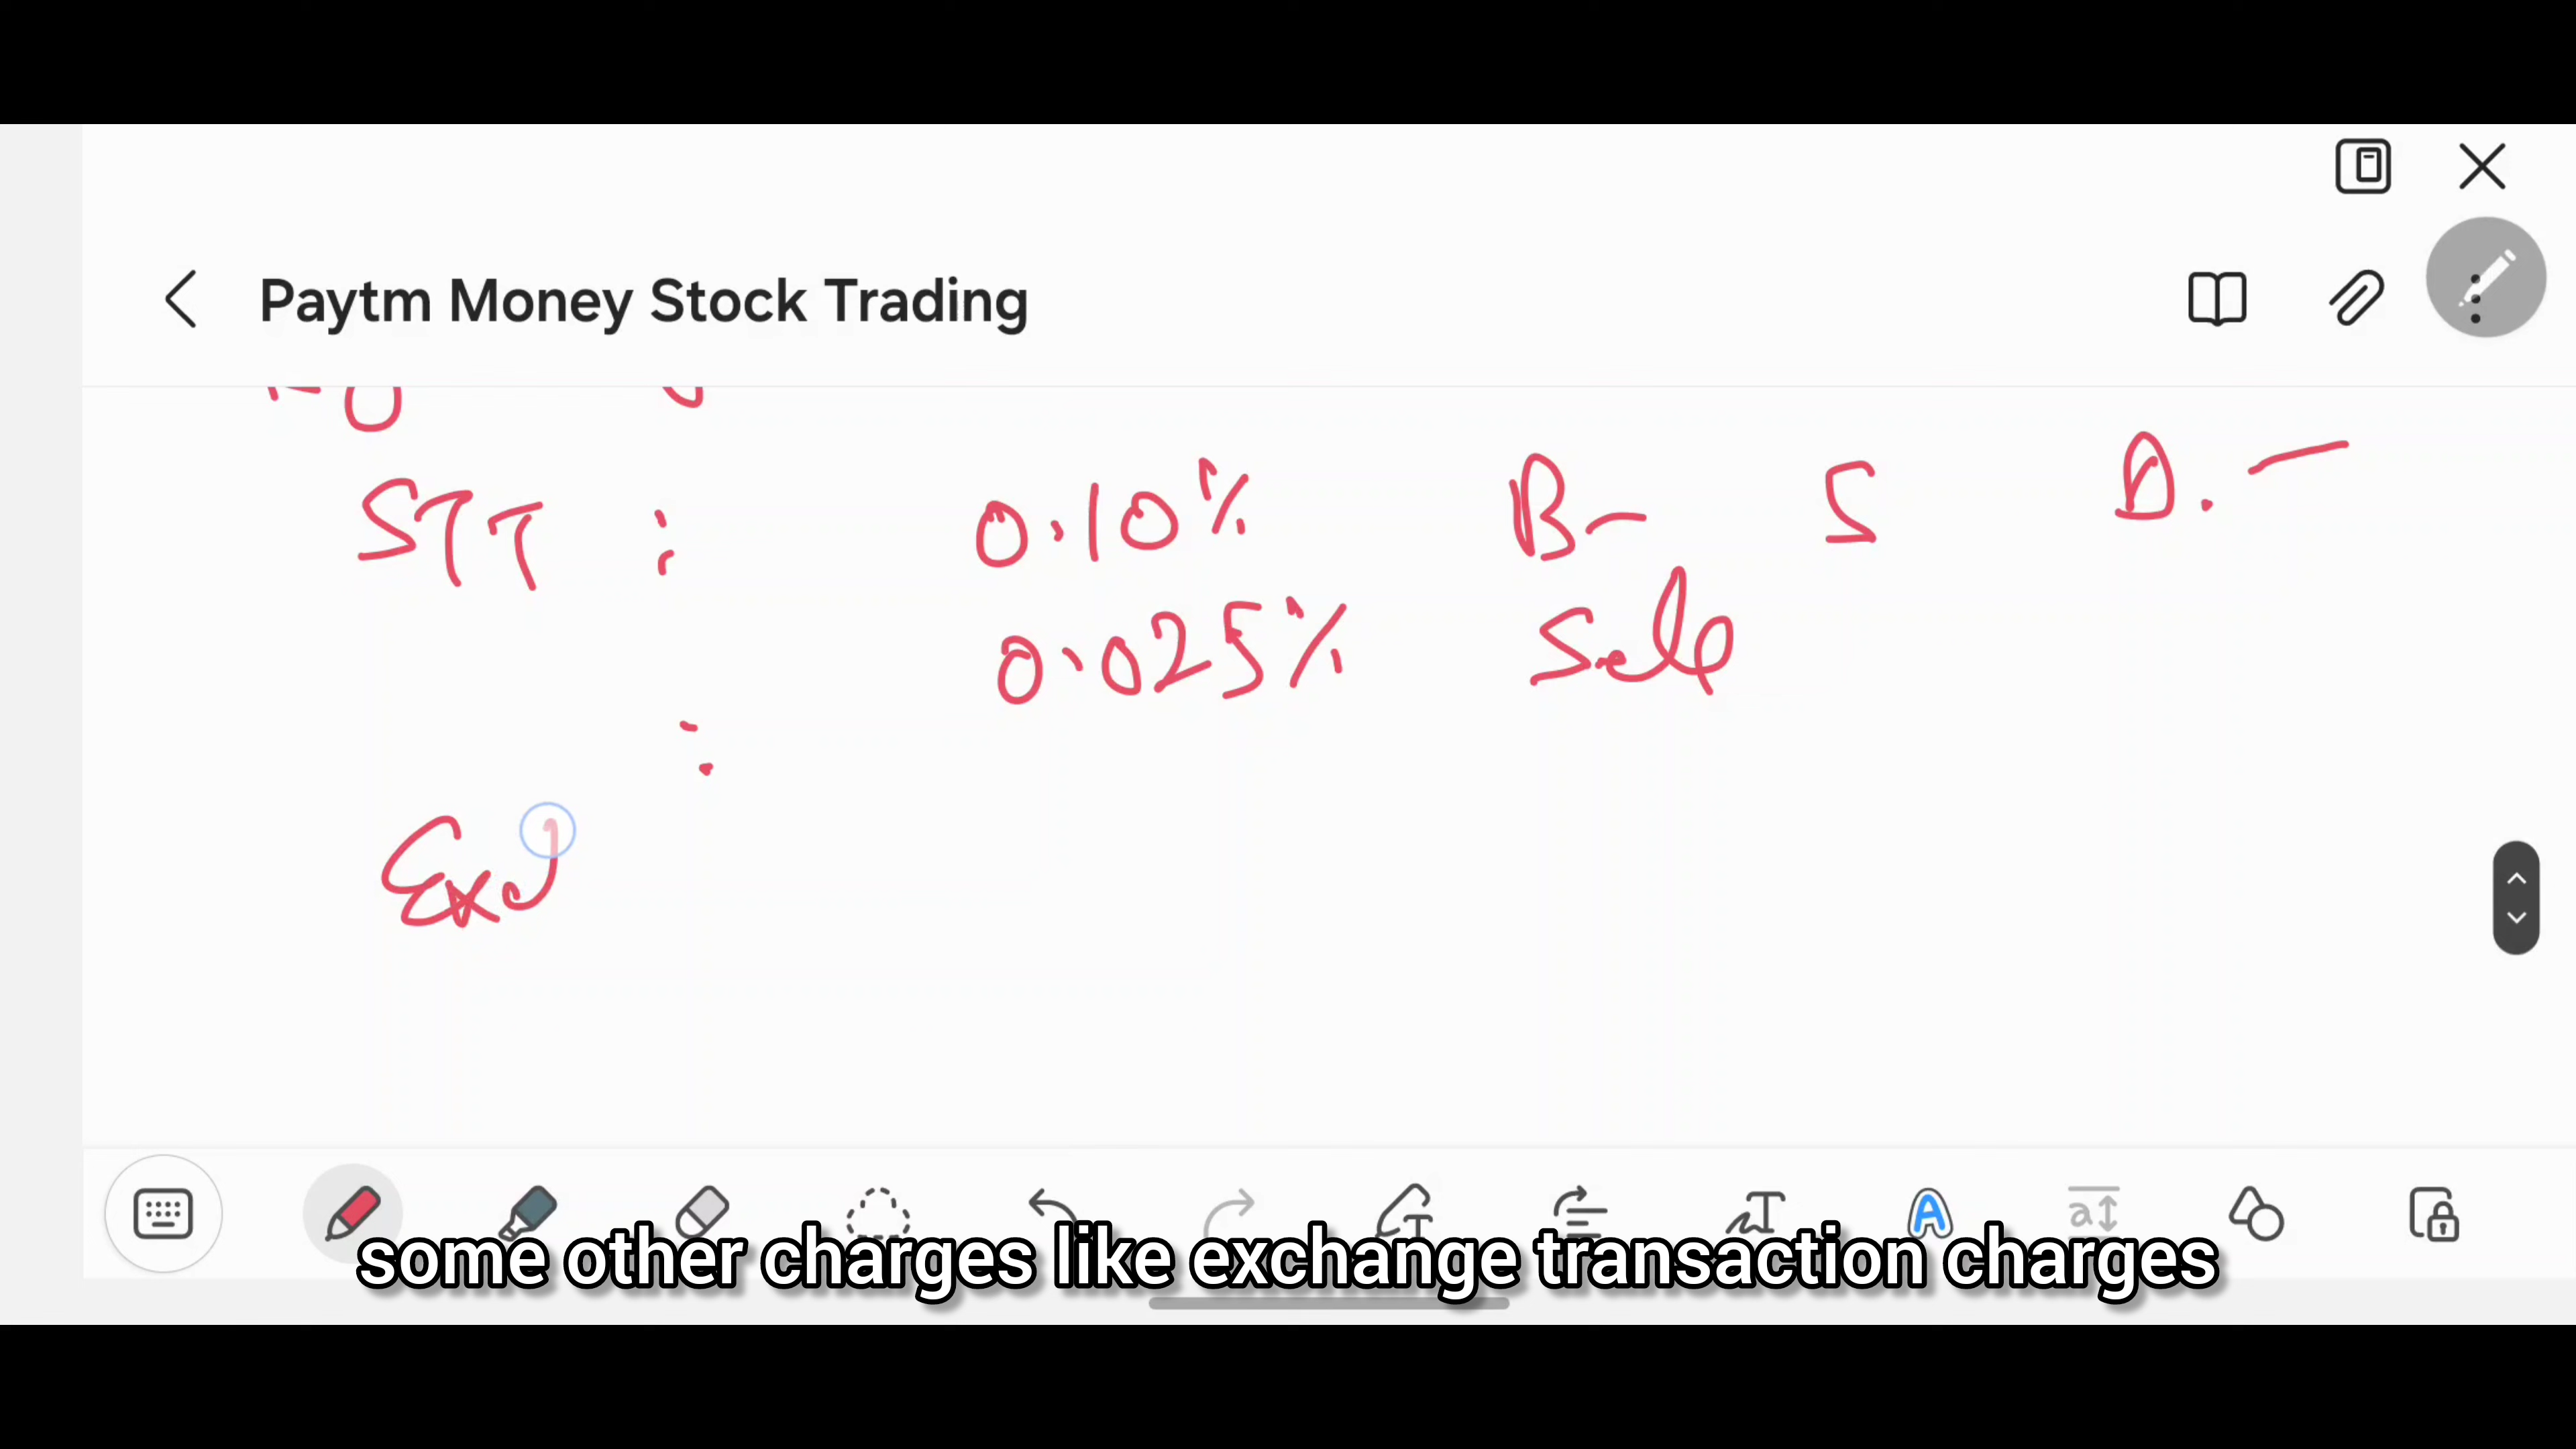 Paytm Money Stock Trading
STT : 0.10% B- S D. -
0.025% Sell
:
Exc
A
a
T
T
some other charges like exchange transaction charges